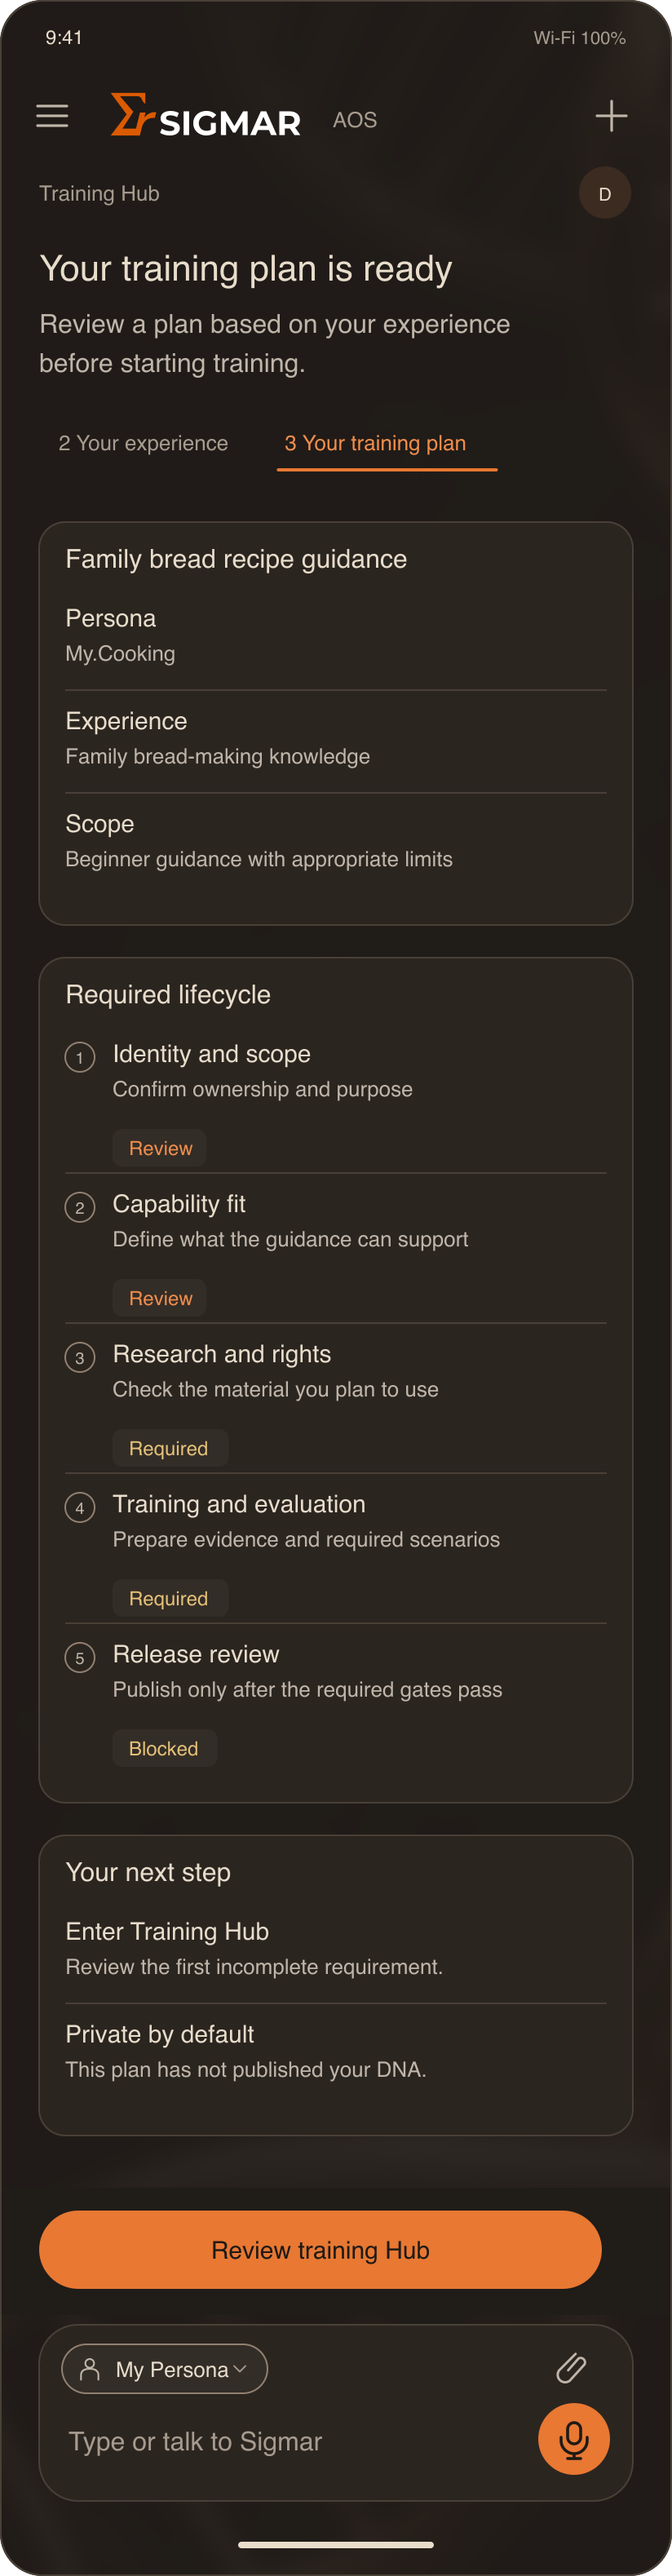 9:41
Wi-Fi 100%
Σr SIGMAR AOS
Training Hub
D
Your training plan is ready
Review a plan based on your experience
before starting training.
2 Your experience
3 Your training plan
Family bread recipe guidance
Persona
My.Cooking
Experience
Family bread-making knowledge
Scope
Beginner guidance with appropriate limits
Required lifecycle
1 Identity and scope
Confirm ownership and purpose
Review
2 Capability fit
Define what the guidance can support
Review
3 Research and rights
Check the material you plan to use
Required
4 Training and evaluation
Prepare evidence and required scenarios
Required
5 Release review
Publish only after the required gates pass
Blocked
Your next step
Enter Training Hub
Review the first incomplete requirement.
Private by default
This plan has not published your DNA.
Review training Hub
My Persona
Type or talk to Sigmar